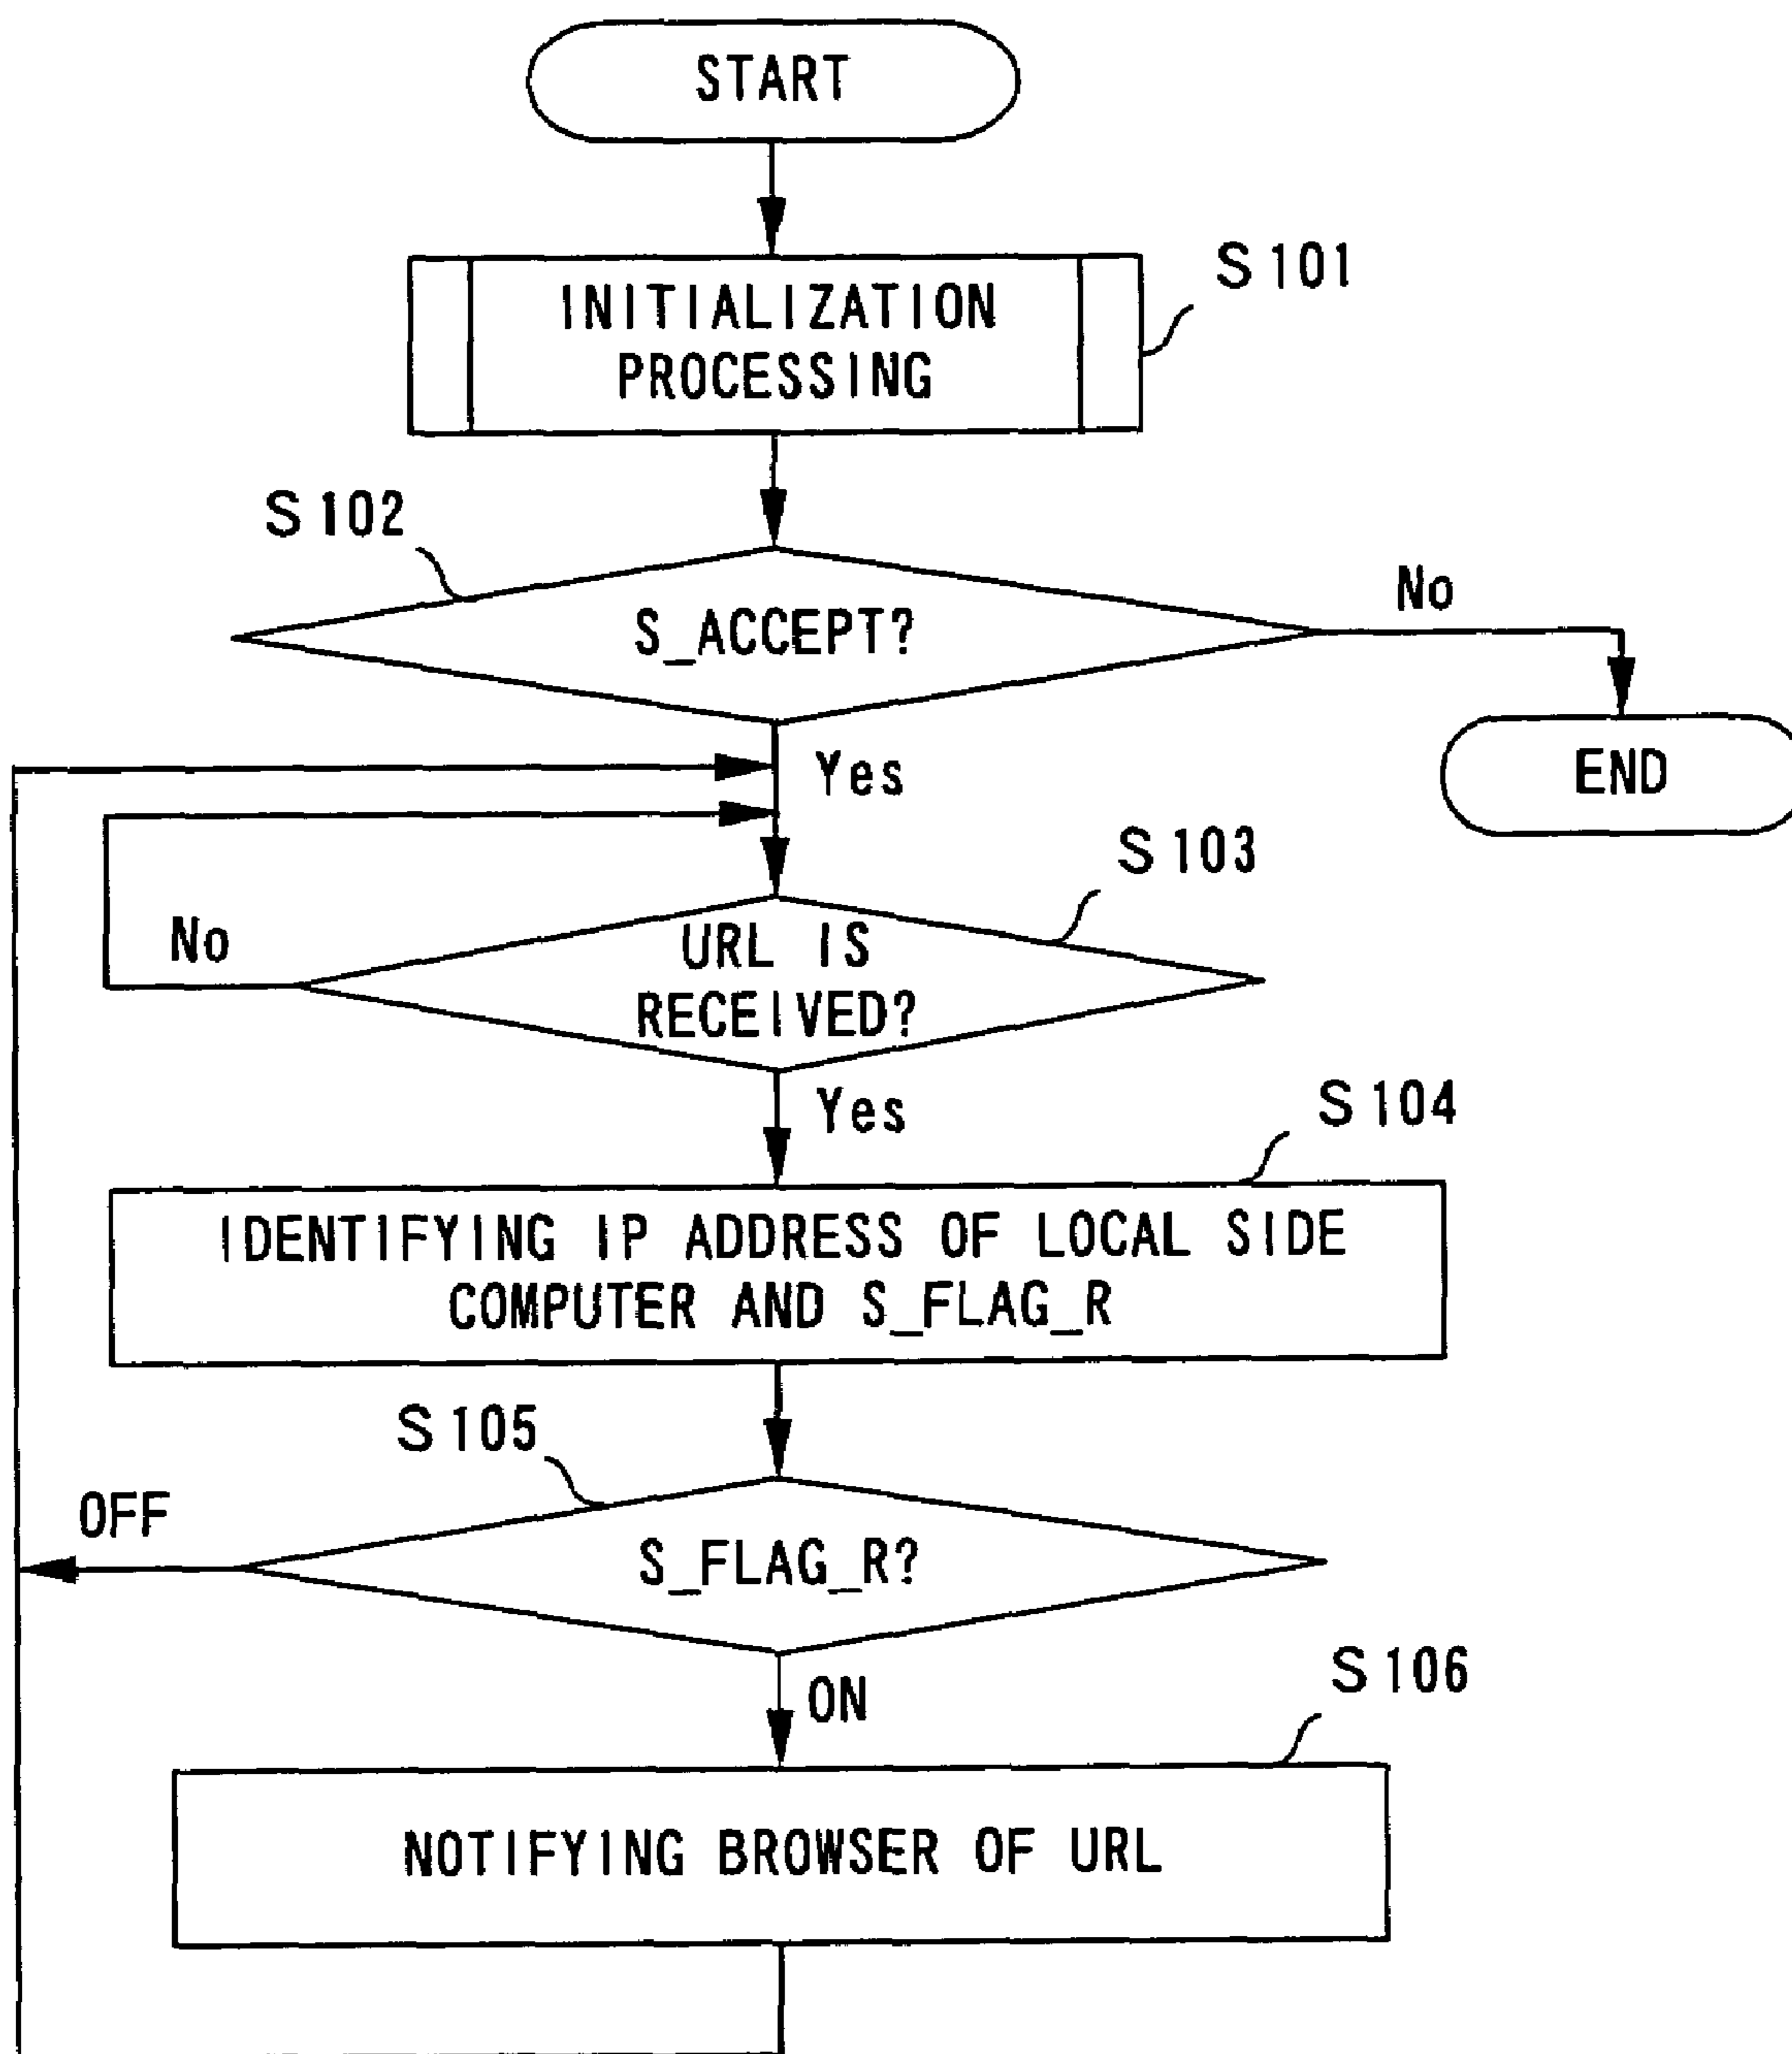 START
S101
INITIALIZATION
PROCESSING
S102
S_ACCEPT?
No
Yes
END
S103
URL IS
RECEIVED?
No
Yes
S104
IDENTIFYING IP ADDRESS OF LOCAL SIDE
COMPUTER AND S_FLAG_R
S105
OFF
S_FLAG_R?
ON
S106
NOTIFYING BROWSER OF URL